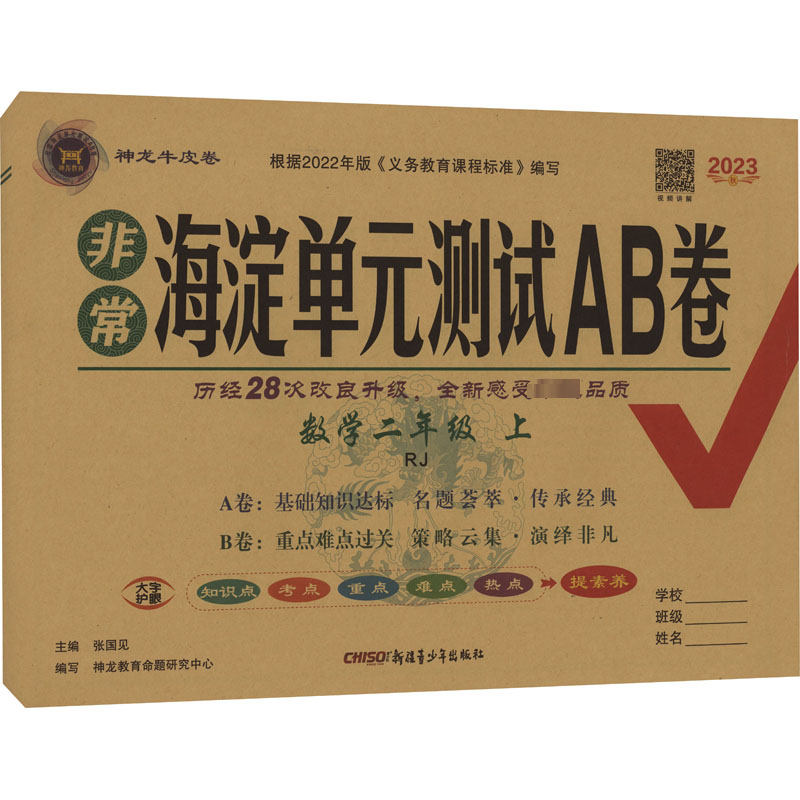 神龙牛皮卷
根据2022年版《义务教育课程标准》编写
2023
秋
视频讲解
非常
海淀单元测试AB卷
历经28次改良升级,全新感受 品质
数学二年级 上
RJ
A卷:基础知识达标 名题荟萃·传承经典
B卷:重点难点过关 策略云集·演绎非凡
大字
护眼
知识点 考点 重点 难点 热点 提素养
学校
班级
姓名
主编 张国见
编写 神龙教育命题研究中心
CHISO 新疆青少年出版社